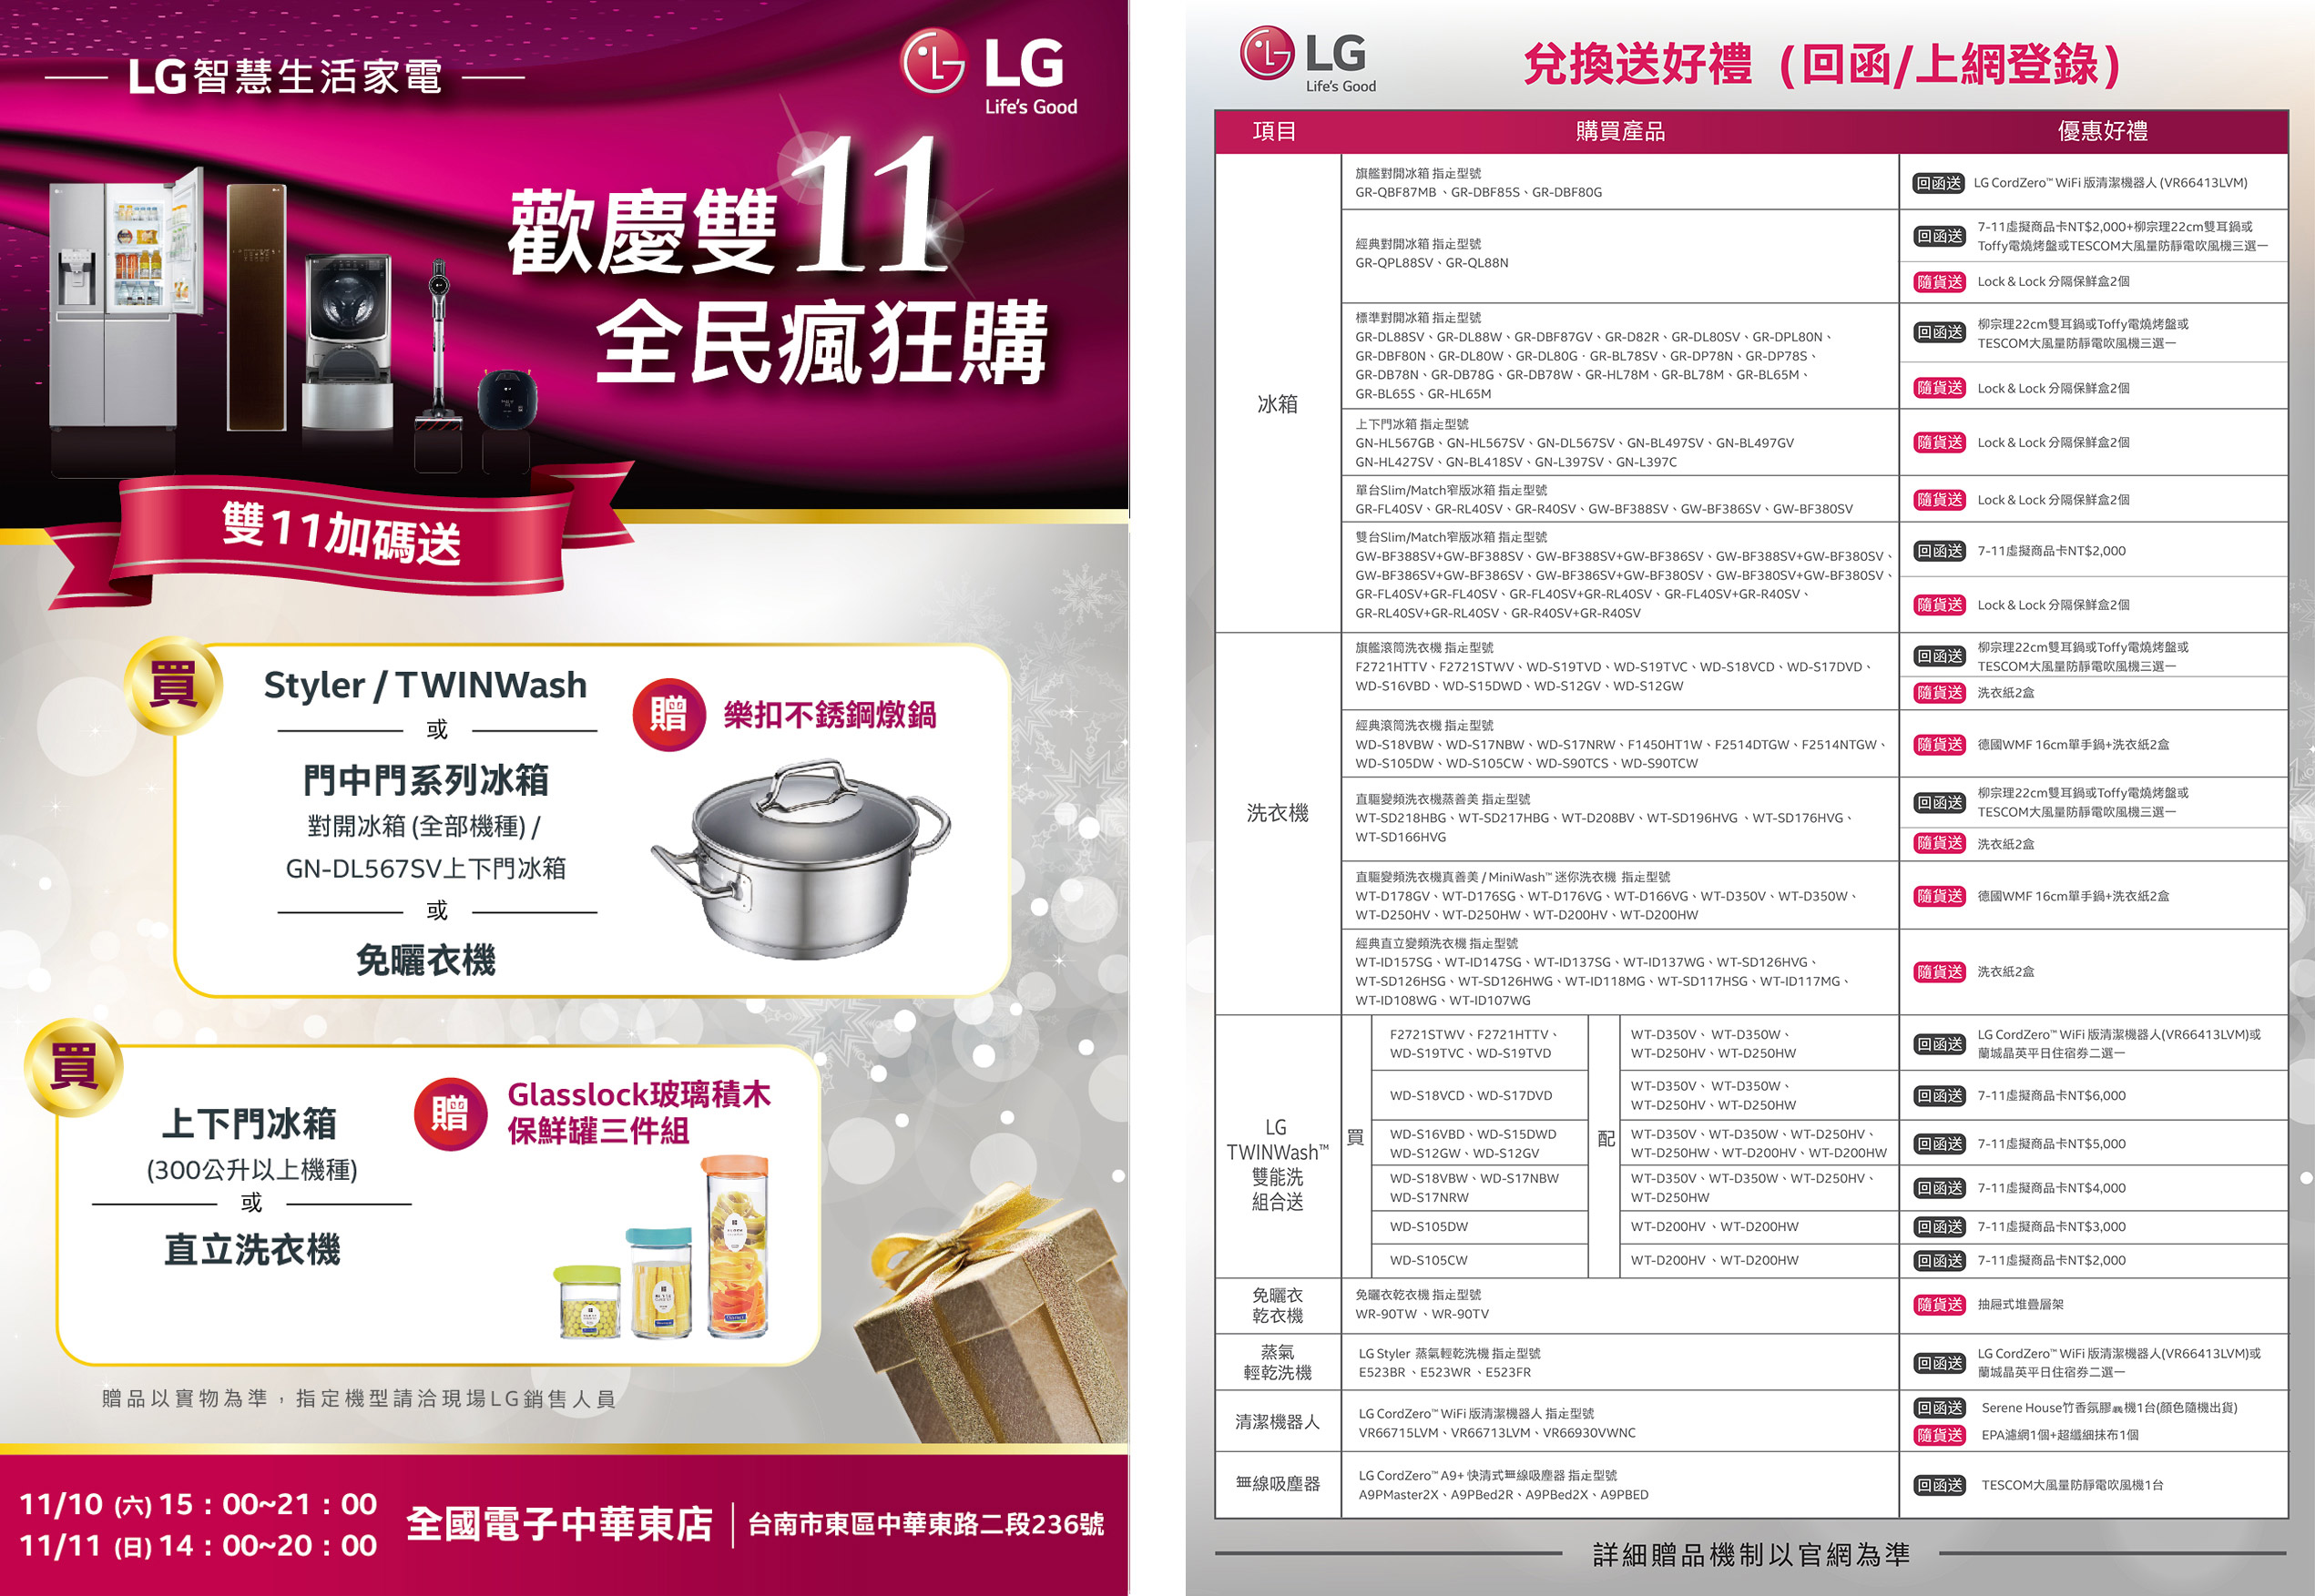 LG智慧生活家電
LG
Life's Good
歡慶雙11
全民瘋狂購
雙11加碼送
買
Styler / TWINWash
或
門中門系列冰箱
對開冰箱 (全部機種) /
GN-DL567SV上下門冰箱
或
免曬衣機
贈
樂扣不銹鋼燉鍋
買
上下門冰箱
(300公升以上機種)
或
直立洗衣機
贈
Glasslock玻璃積木
保鮮罐三件組
贈品以實物為準，指定機型請洽現場LG銷售人員
11/10 (六) 15：00~21：00
11/11 (日) 14：00~20：00
全國電子中華東店
台南市東區中華東路二段236號
LG
Life's Good
兌換送好禮 (回函/上網登錄)
項目 購買產品 優惠好禮
冰箱
旗艦對開冰箱 指定型號
GR-QBF87MB、GR-DBF85S、GR-DBF80G
回函送 LG CordZero™ WiFi 版清潔機器人 (VR66413LVM)
經典對開冰箱 指定型號
GR-QPL88SV、GR-QL88N
回函送 7-11虛擬商品卡NT$2,000+柳宗理22cm雙耳鍋或
Toffy電燒烤盤或TESCOM大風量防靜電吹風機三選一
隨貨送 Lock & Lock 分隔保鮮盒2個
標準對開冰箱 指定型號
GR-DL88SV、GR-DL88W、GR-DBF87GV、GR-D82R、GR-DL80SV、GR-DPL80N、
GR-DBF80N、GR-DL80W、GR-DL80G、GR-BL78SV、GR-DP78N、GR-DP78S、
GR-DB78N、GR-DB78G、GR-DB78W、GR-HL78M、GR-BL78M、GR-BL65M、
GR-BL65S、GR-HL65M
回函送 柳宗理22cm雙耳鍋或Toffy電燒烤盤或
TESCOM大風量防靜電吹風機三選一
隨貨送 Lock & Lock 分隔保鮮盒2個
上下門冰箱 指定型號
GN-HL567GB、GN-HL567SV、GN-DL567SV、GN-BL497SV、GN-BL497GV
GN-HL427SV、GN-BL418SV、GN-L397SV、GN-L397C
隨貨送 Lock & Lock 分隔保鮮盒2個
單台Slim/Match窄版冰箱 指定型號
GR-FL40SV、GR-RL40SV、GR-R40SV、GW-BF388SV、GW-BF386SV、GW-BF380SV
隨貨送 Lock & Lock 分隔保鮮盒2個
雙台Slim/Match窄版冰箱 指定型號
GW-BF388SV+GW-BF388SV、GW-BF388SV+GW-BF386SV、GW-BF388SV+GW-BF380SV、
GW-BF386SV+GW-BF386SV、GW-BF386SV+GW-BF380SV、GW-BF380SV+GW-BF380SV、
GR-FL40SV+GR-FL40SV、GR-FL40SV+GR-RL40SV、GR-FL40SV+GR-R40SV、
GR-RL40SV+GR-RL40SV、GR-R40SV+GR-R40SV
回函送 7-11虛擬商品卡NT$2,000
隨貨送 Lock & Lock 分隔保鮮盒2個
洗衣機
旗艦滾筒洗衣機 指定型號
F2721HTTV、F2721STWV、WD-S19TVD、WD-S19TVC、WD-S18VCD、WD-S17DVD、
WD-S16VBD、WD-S15DWD、WD-S12GV、WD-S12GW
回函送 柳宗理22cm雙耳鍋或Toffy電燒烤盤或
TESCOM大風量防靜電吹風機三選一
隨貨送 洗衣紙2盒
經典滾筒洗衣機 指定型號
WD-S18VBW、WD-S17NBW、WD-S17NRW、F1450HT1W、F2514DTGW、F2514NTGW、
WD-S105DW、WD-S105CW、WD-S90TCS、WD-S90TCW
隨貨送 德國WMF 16cm單手鍋+洗衣紙2盒
直驅變頻洗衣機蒸善美 指定型號
WT-SD218HBG、WT-SD217HBG、WT-D208BV、WT-SD196HVG、WT-SD176HVG、
WT-SD166HVG
回函送 柳宗理22cm雙耳鍋或Toffy電燒烤盤或
TESCOM大風量防靜電吹風機三選一
隨貨送 洗衣紙2盒
直驅變頻洗衣機真善美 / MiniWash™ 迷你洗衣機 指定型號
WT-D178GV、WT-D176SG、WT-D176VG、WT-D166VG、WT-D350V、WT-D350W、
WT-D250HV、WT-D250HW、WT-D200HV、WT-D200HW
隨貨送 德國WMF 16cm單手鍋+洗衣紙2盒
經典直立變頻洗衣機 指定型號
WT-ID157SG、WT-ID147SG、WT-ID137SG、WT-ID137WG、WT-SD126HVG、
WT-SD126HSG、WT-SD126HWG、WT-ID118MG、WT-SD117HSG、WT-ID117MG、
WT-ID108WG、WT-ID107WG
隨貨送 洗衣紙2盒
LG
TWINWash™
雙能洗
組合送
買
配
F2721STWV、F2721HTTV、
WD-S19TVC、WD-S19TVD
WT-D350V、WT-D350W、
WT-D250HV、WT-D250HW
回函送 LG CordZero™ WiFi 版清潔機器人(VR66413LVM)或
蘭城晶英平日住宿券二選一
WD-S18VCD、WD-S17DVD
WT-D350V、WT-D350W、
WT-D250HV、WT-D250HW
回函送 7-11虛擬商品卡NT$6,000
WD-S16VBD、WD-S15DWD
WD-S12GW、WD-S12GV
WT-D350V、WT-D350W、WT-D250HV、
WT-D250HW、WT-D200HV、WT-D200HW
回函送 7-11虛擬商品卡NT$5,000
WD-S18VBW、WD-S17NBW
WD-S17NRW
WT-D350V、WT-D350W、WT-D250HV、
WT-D250HW
回函送 7-11虛擬商品卡NT$4,000
WD-S105DW
WT-D200HV、WT-D200HW
回函送 7-11虛擬商品卡NT$3,000
WD-S105CW
WT-D200HV、WT-D200HW
回函送 7-11虛擬商品卡NT$2,000
免曬衣
乾衣機
免曬衣乾衣機 指定型號
WR-90TW、WR-90TV
隨貨送 抽屜式堆疊層架
蒸氣
輕乾洗機
LG Styler 蒸氣輕乾洗機 指定型號
E523BR、E523WR、E523FR
回函送 LG CordZero™ WiFi 版清潔機器人(VR66413LVM)或
蘭城晶英平日住宿券二選一
清潔機器人
LG CordZero™ WiFi 版清潔機器人 指定型號
VR66715LVM、VR66713LVM、VR66930VWNC
回函送 Serene House竹香氛膠囊機1台(顏色隨機出貨)
隨貨送 EPA濾網1個+超纖細抹布1個
無線吸塵器
LG CordZero™ A9+ 快清式無線吸塵器 指定型號
A9PMaster2X、A9PBed2R、A9PBed2X、A9PBED
回函送 TESCOM大風量防靜電吹風機1台
詳細贈品機制以官網為準